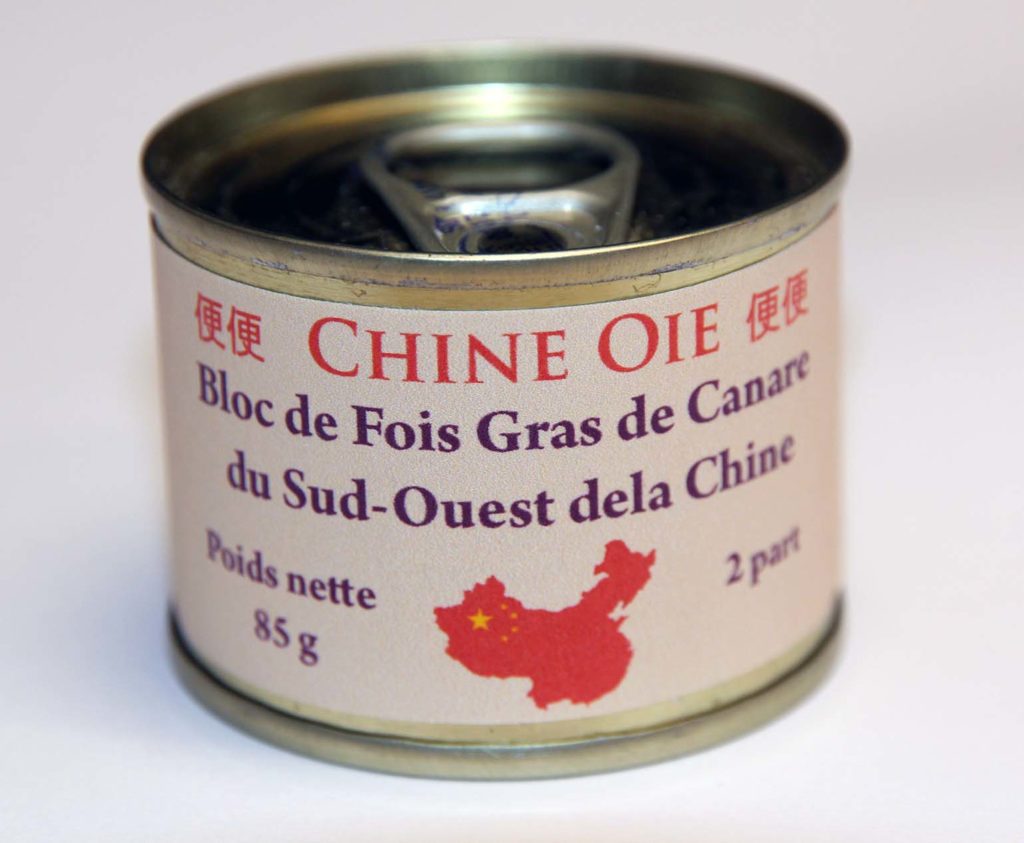 便便 CHINE OIE 便便
Bloc de Fois Gras de Canare
du Sud-Ouest dela Chine
Poids nette
85 g
2 part